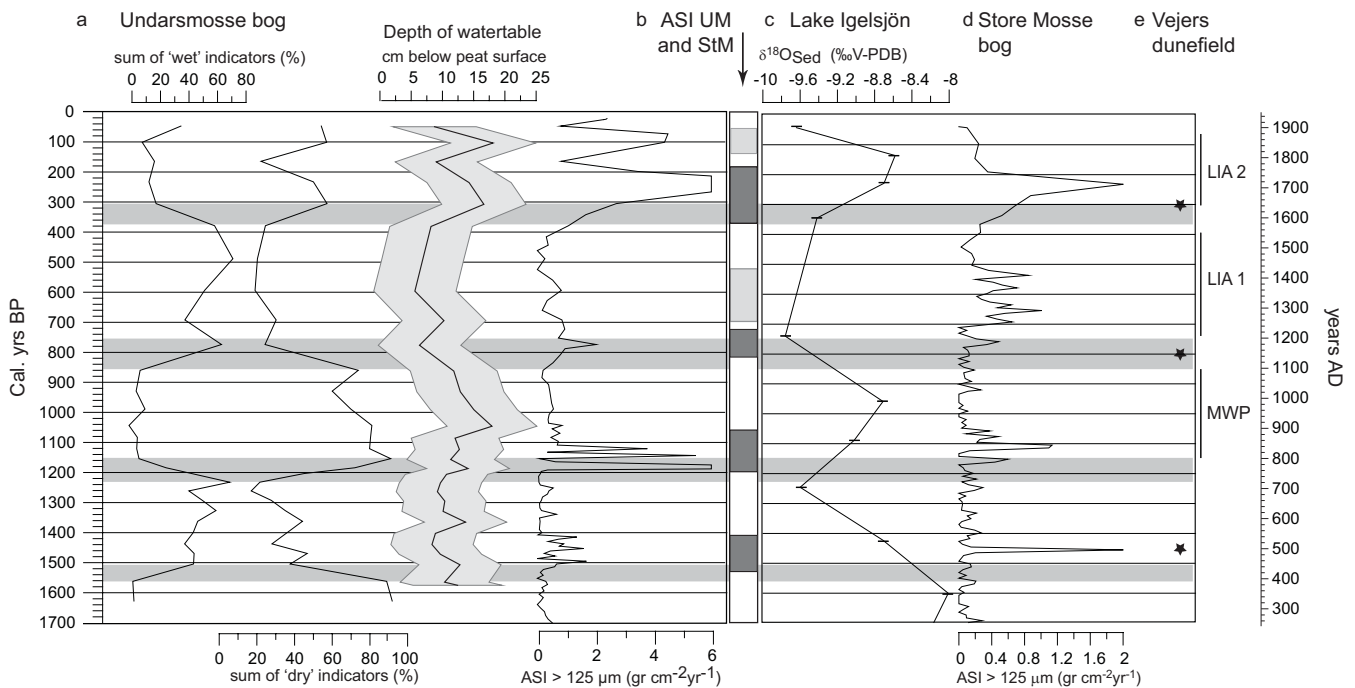 a Undarsmosse bog b ASI UM c Lake Igelsjön d Store Mosse e Vejers
and StM bog dunefield
sum of ‘wet’ indicators (%) Depth of watertable δ18OSed (‰V-PDB)
cm below peat surface
0 20 40 60 80 0 5 10 15 20 25 -10 -9.6 -9.2 -8.8 -8.4 -8
0
100
200
300
400
500
600
700
800
900
1000
1100
1200
1300
1400
1500
1600
1700
Cal. yrs BP
1900
1800
1700
1600
1500
1400
1300
1200
1100
1000
900
800
700
600
500
400
300
years AD
LIA 2
LIA 1
MWP
0 20 40 60 80 100 0 2 4 6 0 0.4 0.8 1.2 1.6 2
sum of ‘dry’ indicators (%) ASI > 125 µm (gr cm-2yr-1) ASI > 125 µm (gr cm-2yr-1)